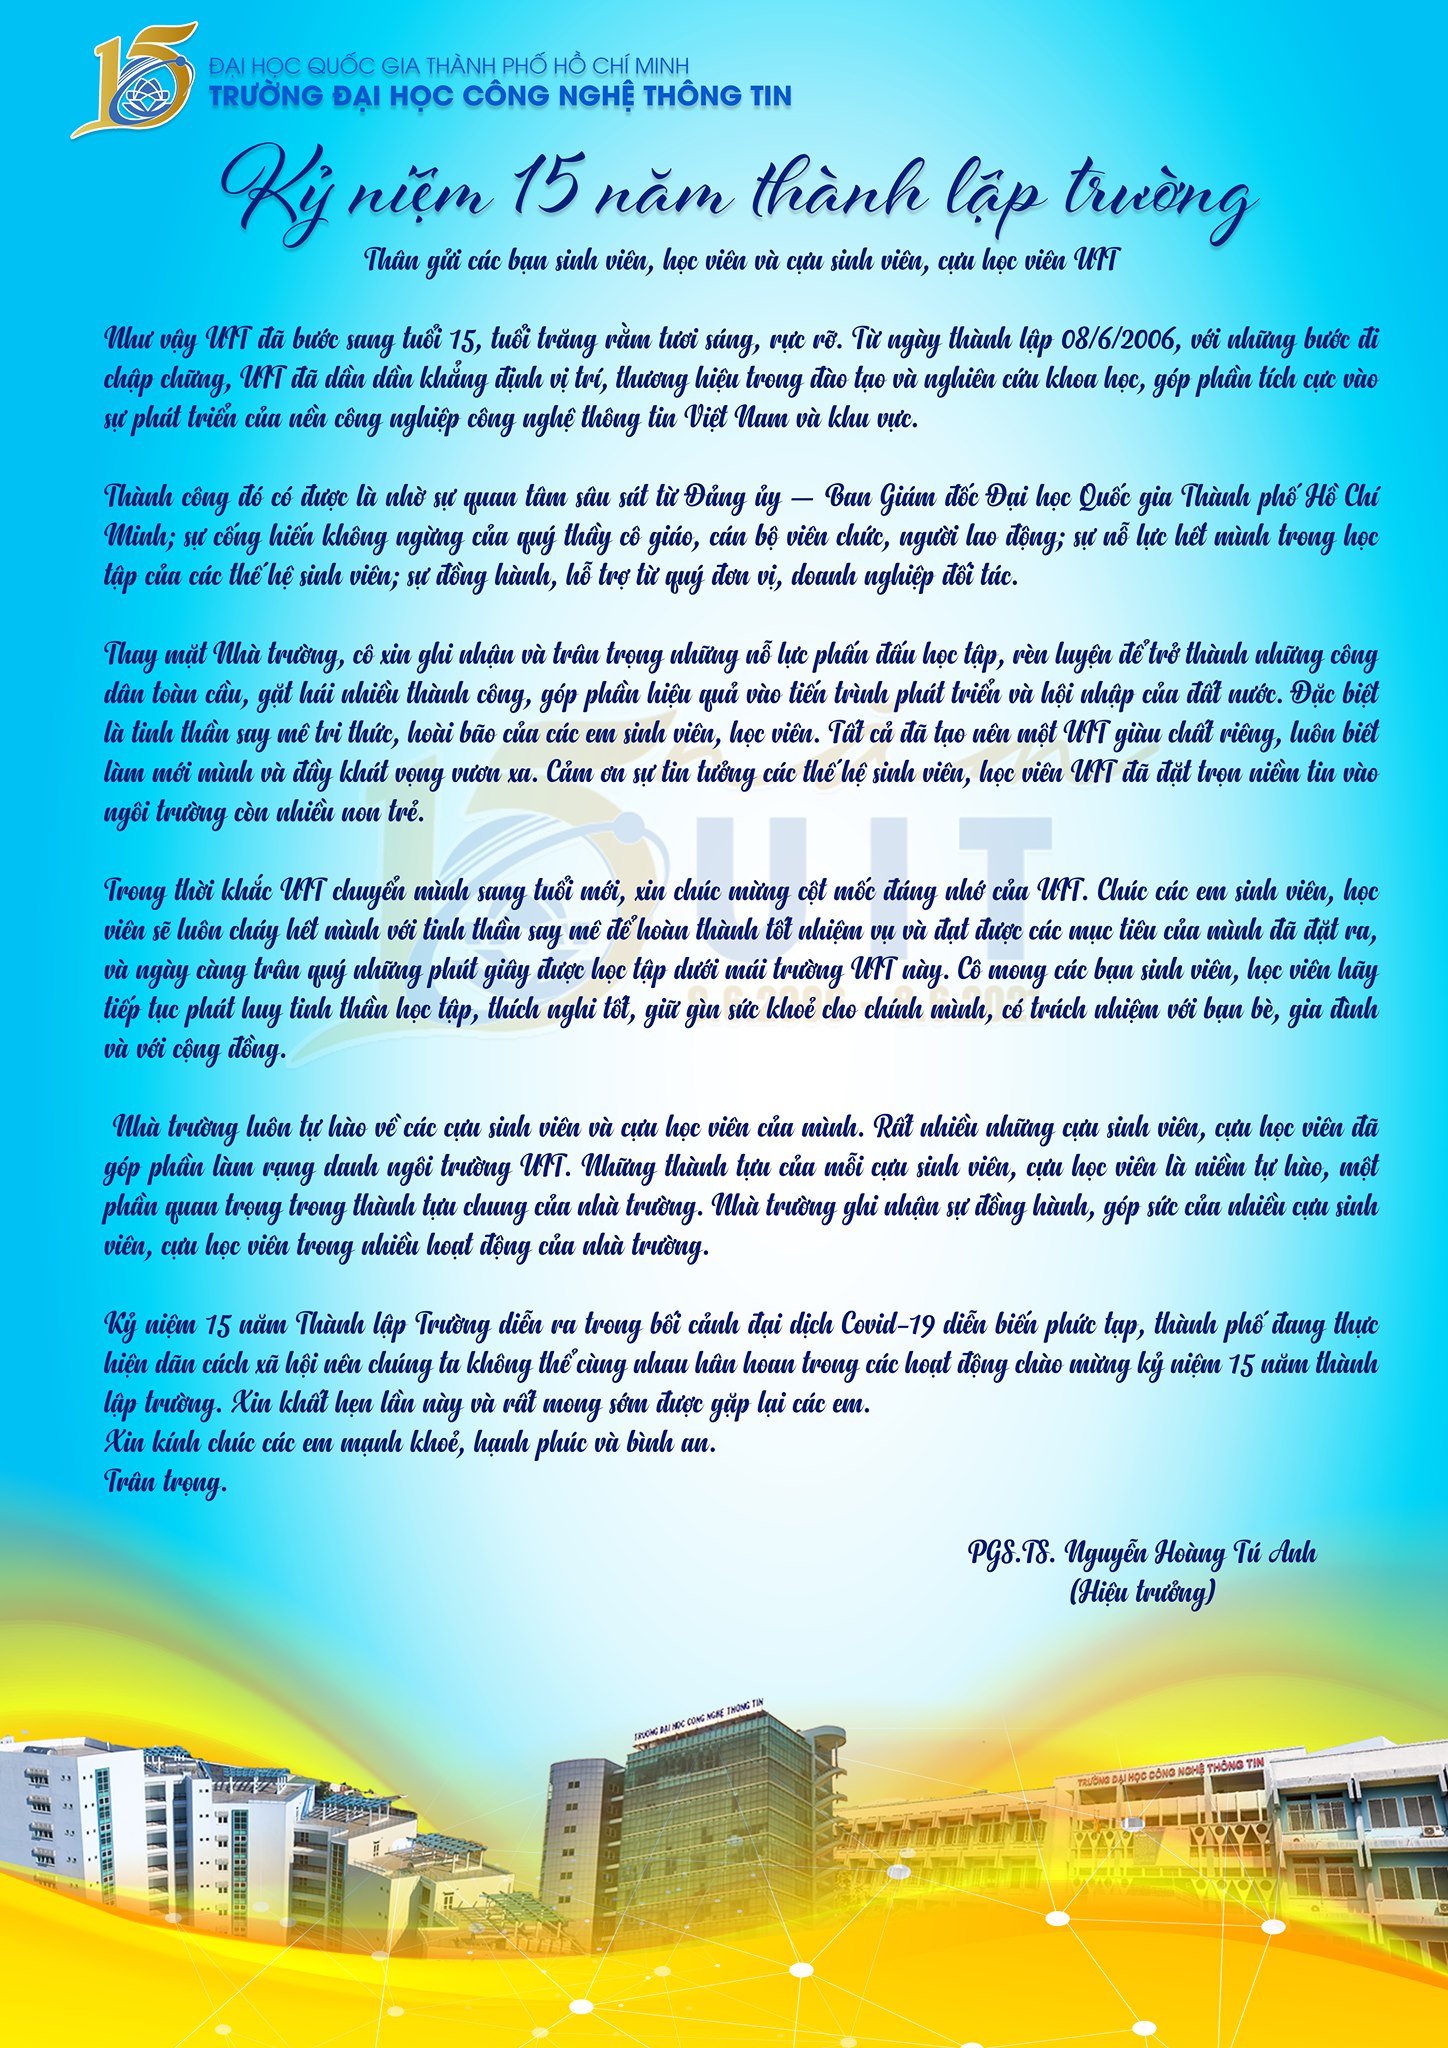 15
ĐẠI HỌC QUỐC GIA THÀNH PHỐ HỒ CHÍ MINH
TRƯỜNG ĐẠI HỌC CÔNG NGHỆ THÔNG TIN
Kỷ niệm 15 năm thành lập trường
Thân gửi các bạn sinh viên, học viên và cựu sinh viên, cựu học viên UIT
Như vậy UIT đã bước sang tuổi 15, tuổi trăng rằm tươi sáng, rực rỡ. Từ ngày thành lập 08/6/2006, với những bước đi
chập chững, UIT đã dần dần khẳng định vị trí, thương hiệu trong đào tạo và nghiên cứu khoa học, góp phần tích cực vào
sự phát triển của nền công nghiệp công nghệ thông tin Việt Nam và khu vực.
Thành công đó có được là nhờ sự quan tâm sâu sát từ Đảng ủy – Ban Giám đốc Đại học Quốc gia Thành phố Hồ Chí
Minh; sự cống hiến không ngừng của quý thầy cô giáo, cán bộ viên chức, người lao động; sự nỗ lực hết mình trong học
tập của các thế hệ sinh viên; sự đồng hành, hỗ trợ từ quý đơn vị, doanh nghiệp đối tác.
Thay mặt Nhà trường, cô xin ghi nhận và trân trọng những nỗ lực phấn đấu học tập, rèn luyện để trở thành những công
dân toàn cầu, gặt hái nhiều thành công, góp phần hiệu quả vào tiến trình phát triển và hội nhập của đất nước. Đặc biệt
là tinh thần say mê tri thức, hoài bão của các em sinh viên, học viên. Tất cả đã tạo nên một UIT giàu chất riêng, luôn biết
làm mới mình và đầy khát vọng vươn xa. Cảm ơn sự tin tưởng các thế hệ sinh viên, học viên UIT đã đặt trọn niềm tin vào
ngôi trường còn nhiều non trẻ.
15 năm
UIT
Trong thời khắc UIT chuyển mình sang tuổi mới, xin chúc mừng cột mốc đáng nhớ của UIT. Chúc các em sinh viên, học
viên sẽ luôn cháy hết mình với tinh thần say mê để hoàn thành tốt nhiệm vụ và đạt được các mục tiêu của mình đã đặt ra,
và ngày càng trân quý những phút giây được học tập dưới mái trường UIT này. Cô mong các bạn sinh viên, học viên hãy
tiếp tục phát huy tinh thần học tập, thích nghi tốt, giữ gìn sức khoẻ cho chính mình, có trách nhiệm với bạn bè, gia đình
và với cộng đồng.
Nhà trường luôn tự hào về các cựu sinh viên và cựu học viên của mình. Rất nhiều những cựu sinh viên, cựu học viên đã
góp phần làm rạng danh ngôi trường UIT. Những thành tựu của mỗi cựu sinh viên, cựu học viên là niềm tự hào, một
phần quan trọng trong thành tựu chung của nhà trường. Nhà trường ghi nhận sự đồng hành, góp sức của nhiều cựu sinh
viên, cựu học viên trong nhiều hoạt động của nhà trường.
Kỷ niệm 15 năm Thành lập Trường diễn ra trong bối cảnh đại dịch Covid-19 diễn biến phức tạp, thành phố đang thực
hiện dãn cách xã hội nên chúng ta không thể cùng nhau hân hoan trong các hoạt động chào mừng kỷ niệm 15 năm thành
lập trường. Xin khất hẹn lần này và rất mong sớm được gặp lại các em.
Xin kính chúc các em mạnh khoẻ, hạnh phúc và bình an.
Trân trọng.
PGS.TS. Nguyễn Hoàng Tú Anh
(Hiệu trưởng)
TRƯỜNG ĐẠI HỌC CÔNG NGHỆ THÔNG TIN
TRƯỜNG ĐẠI HỌC CÔNG NGHỆ THÔNG TIN